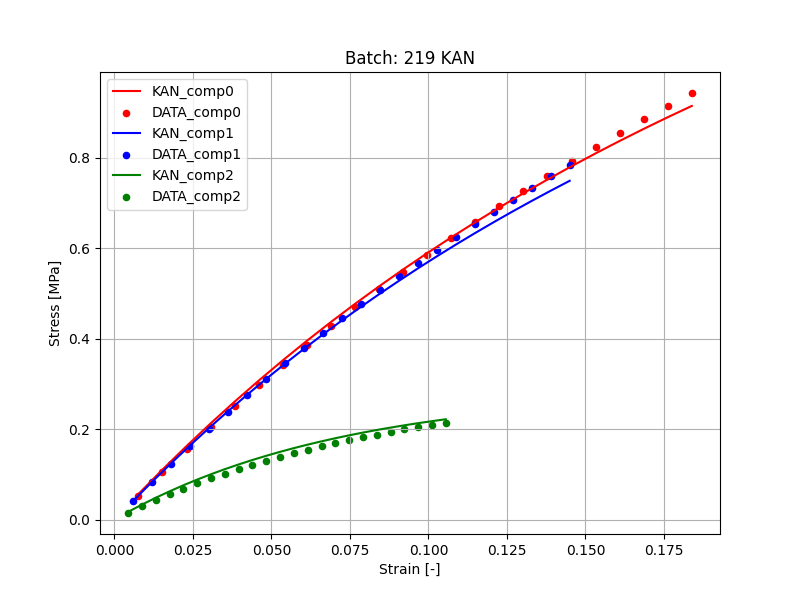 Batch: 219 KAN
KAN_comp0
DATA_comp0
KAN_comp1
DATA_comp1
KAN_comp2
DATA_comp2
0.8
0.6
0.4
0.2
0.0
Stress [MPa]
0.000 0.025 0.050 0.075 0.100 0.125 0.150 0.175
Strain [-]